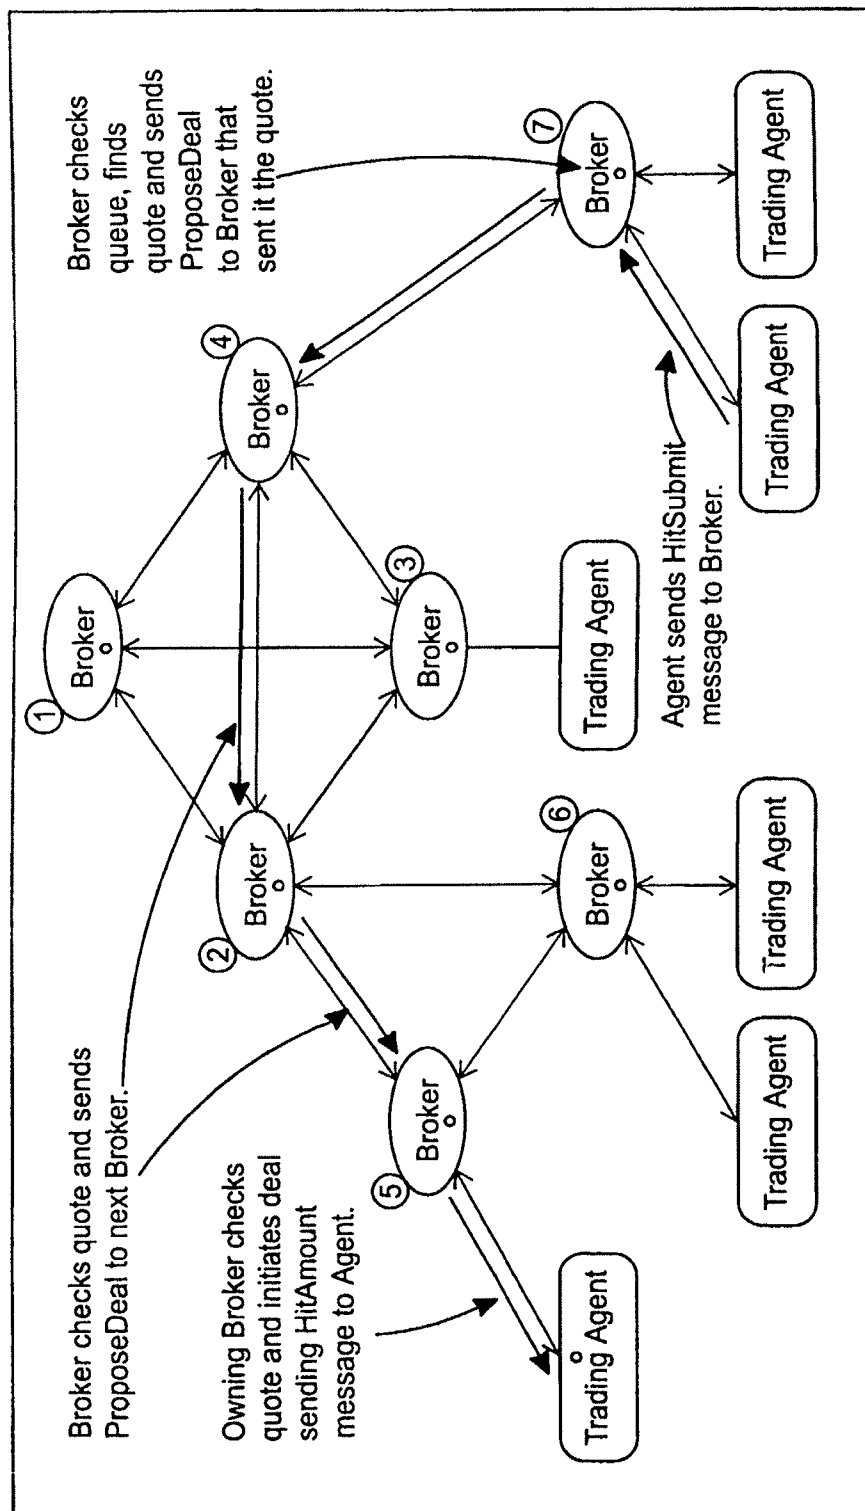 Broker checks quote and sends
ProposeDeal to next Broker.
Broker checks
queue, finds
quote and sends
ProposeDeal
to Broker that
sent it the quote.
1
Broker
2
Broker
4
Broker
3
Broker
7
Broker
Owning Broker checks
quote and initiates deal
sending HitAmount
message to Agent.
5
Broker
6
Broker
Trading Agent
Agent sends HitSubmit
message to Broker.
Trading Agent
Trading Agent
Trading Agent
Trading Agent
Trading Agent